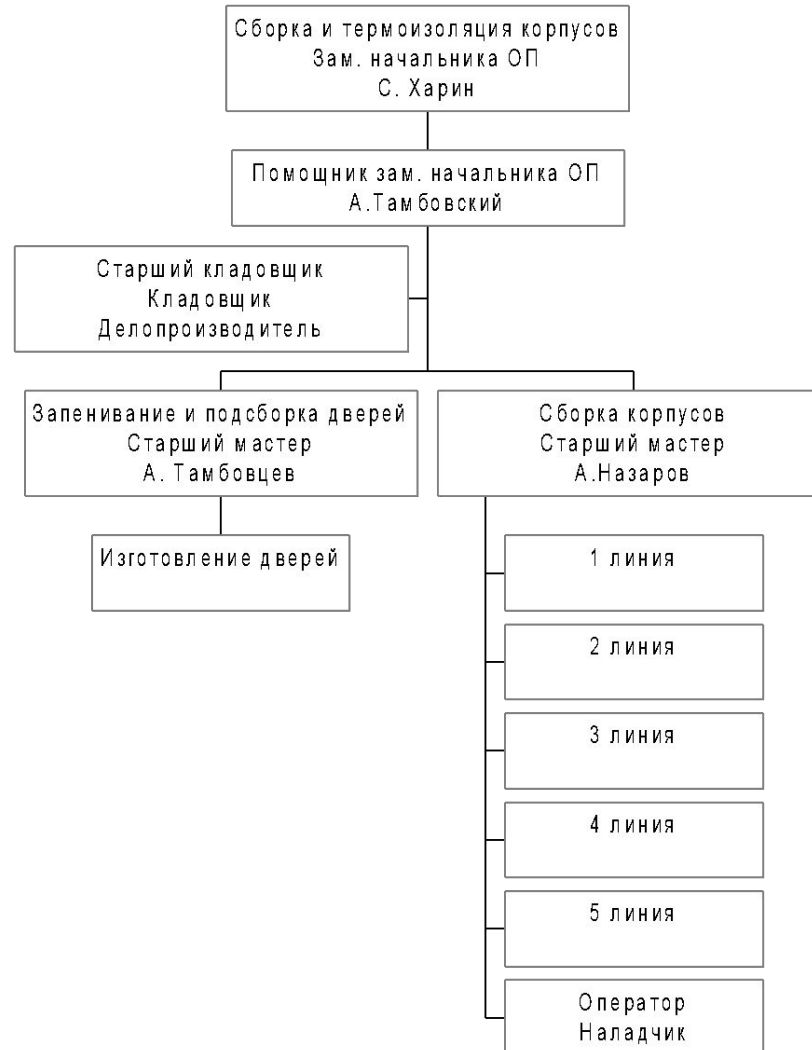 Сборка и термоизоляция корпусов
Зам. начальника ОП
С. Харин
Помощник зам. начальника ОП
А.Тамбовский
Старший кладовщик
Кладовщик
Делопроизводитель
Запенивание и подсборка дверей
Старший мастер
А. Тамбовцев
Сборка корпусов
Старший мастер
А.Назаров
Изготовление дверей
1 линия
2 линия
3 линия
4 линия
5 линия
Оператор
Наладчик